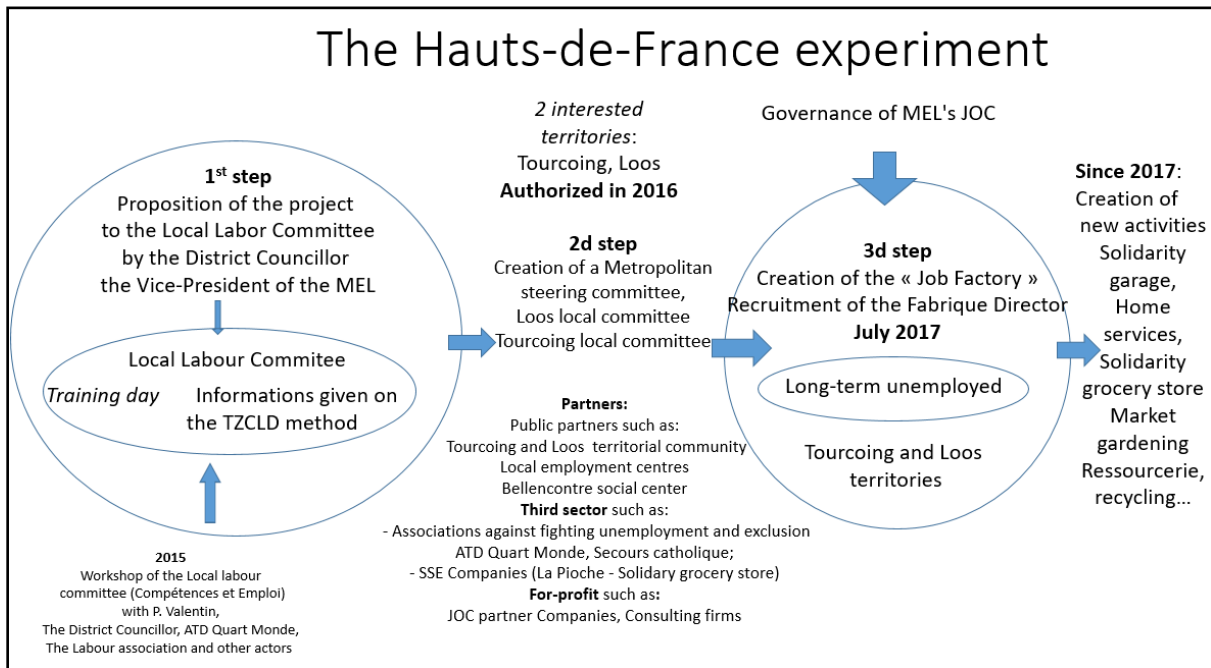 The Hauts-de-France experiment
1st step
Proposition of the project
to the Local Labor Committee
by the District Councillor
the Vice-President of the MEL
Local Labour Commitee
Training day
Informations given on
the TZCLD method
2015
Workshop of the Local labour
committee (Compétences et Emploi)
with P. Valentin,
The District Councillor, ATD Quart Monde,
The Labour association and other actors
2 interested
territories:
Tourcoing, Loos
Authorized in 2016
2d step
Creation of a Metropolitan
steering committee,
Loos local committee
Tourcoing local committee
Partners:
Public partners such as:
Tourcoing and Loos territorial community
Local employment centres
Bellencontre social center
Third sector such as:
- Associations against fighting unemployment and exclusion
ATD Quart Monde, Secours catholique;
- SSE Companies (La Pioche - Solidary grocery store)
For-profit such as:
JOC partner Companies, Consulting firms
Governance of MEL's JOC
3d step
Creation of the « Job Factory »
Recruitment of the Fabrique Director
July 2017
Long-term unemployed
Tourcoing and Loos
territories
Since 2017:
Creation of
new activities
Solidarity
garage,
Home
services,
Solidarity
grocery store
Market
gardening
Ressourcerie,
recycling...